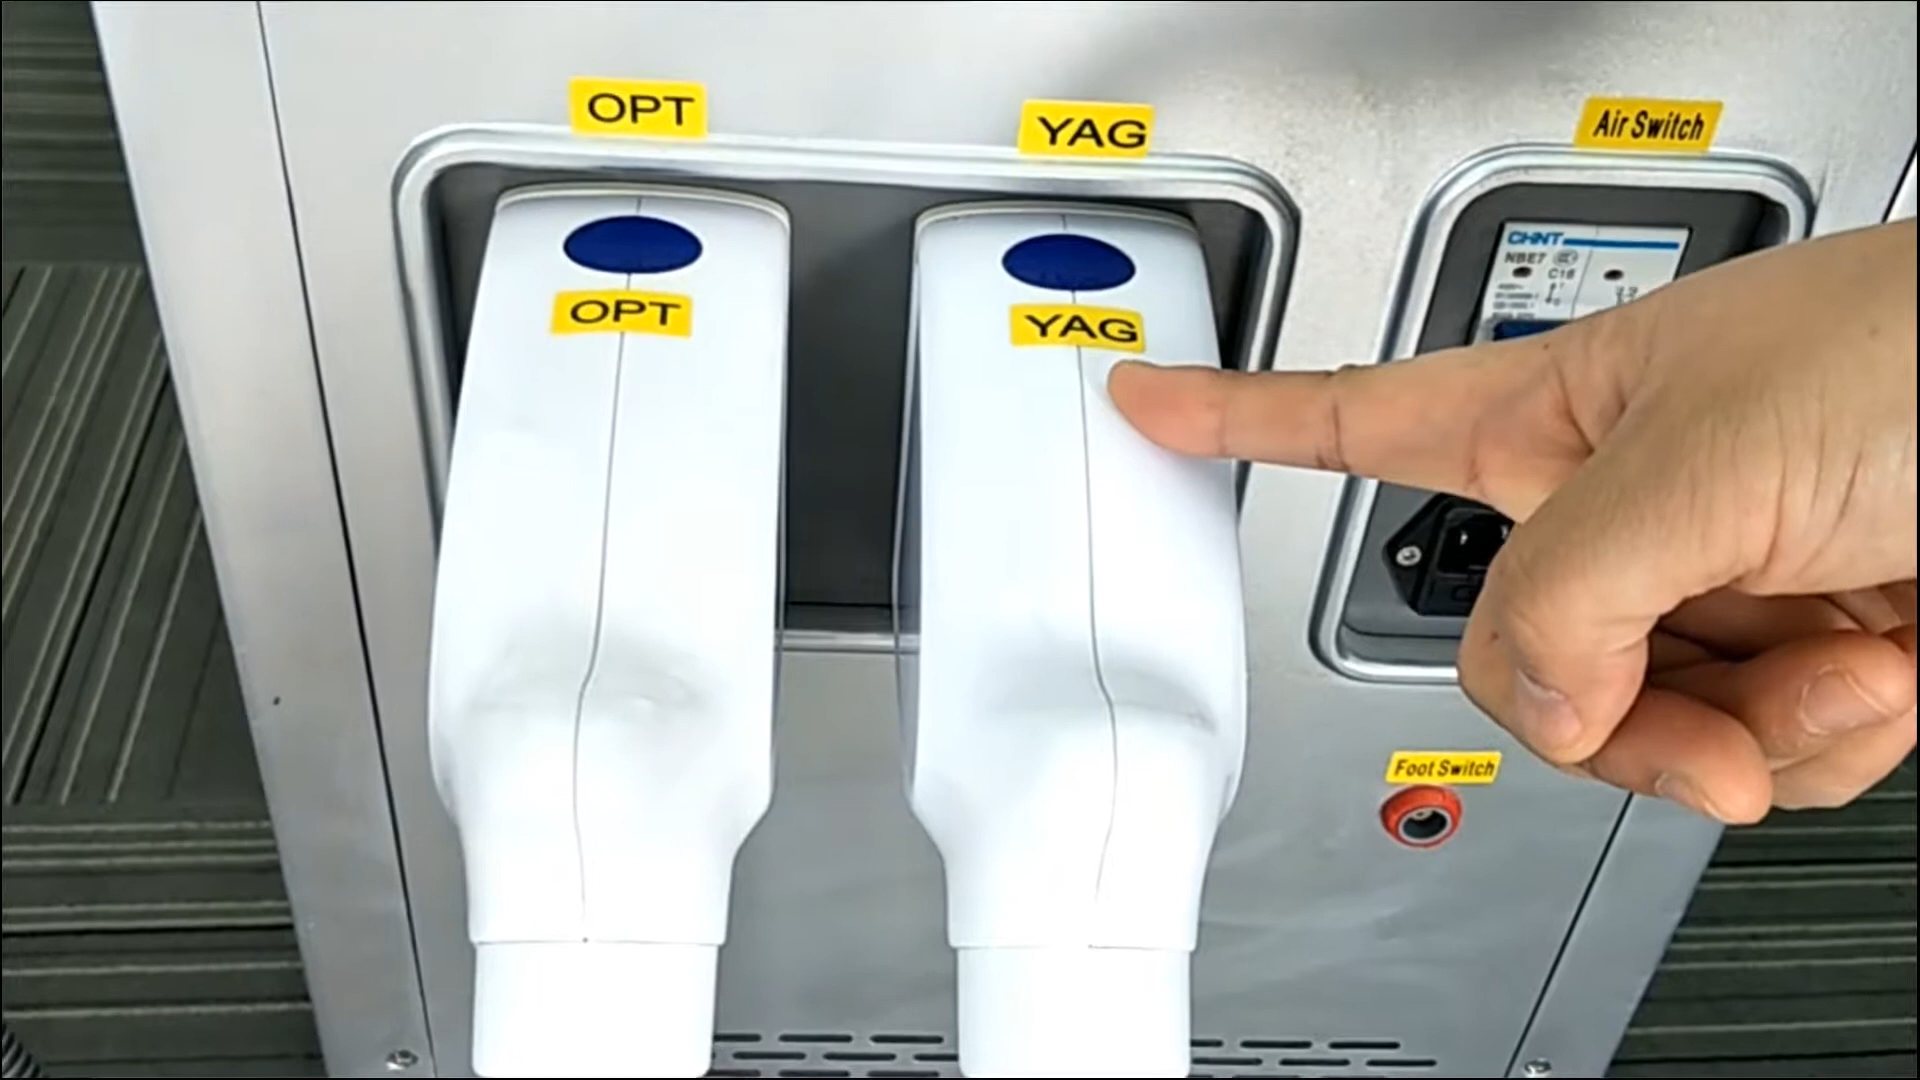 OPT
YAG
Air Switch
OPT
YAG
CHNT
NBE7
C16
Foot Switch